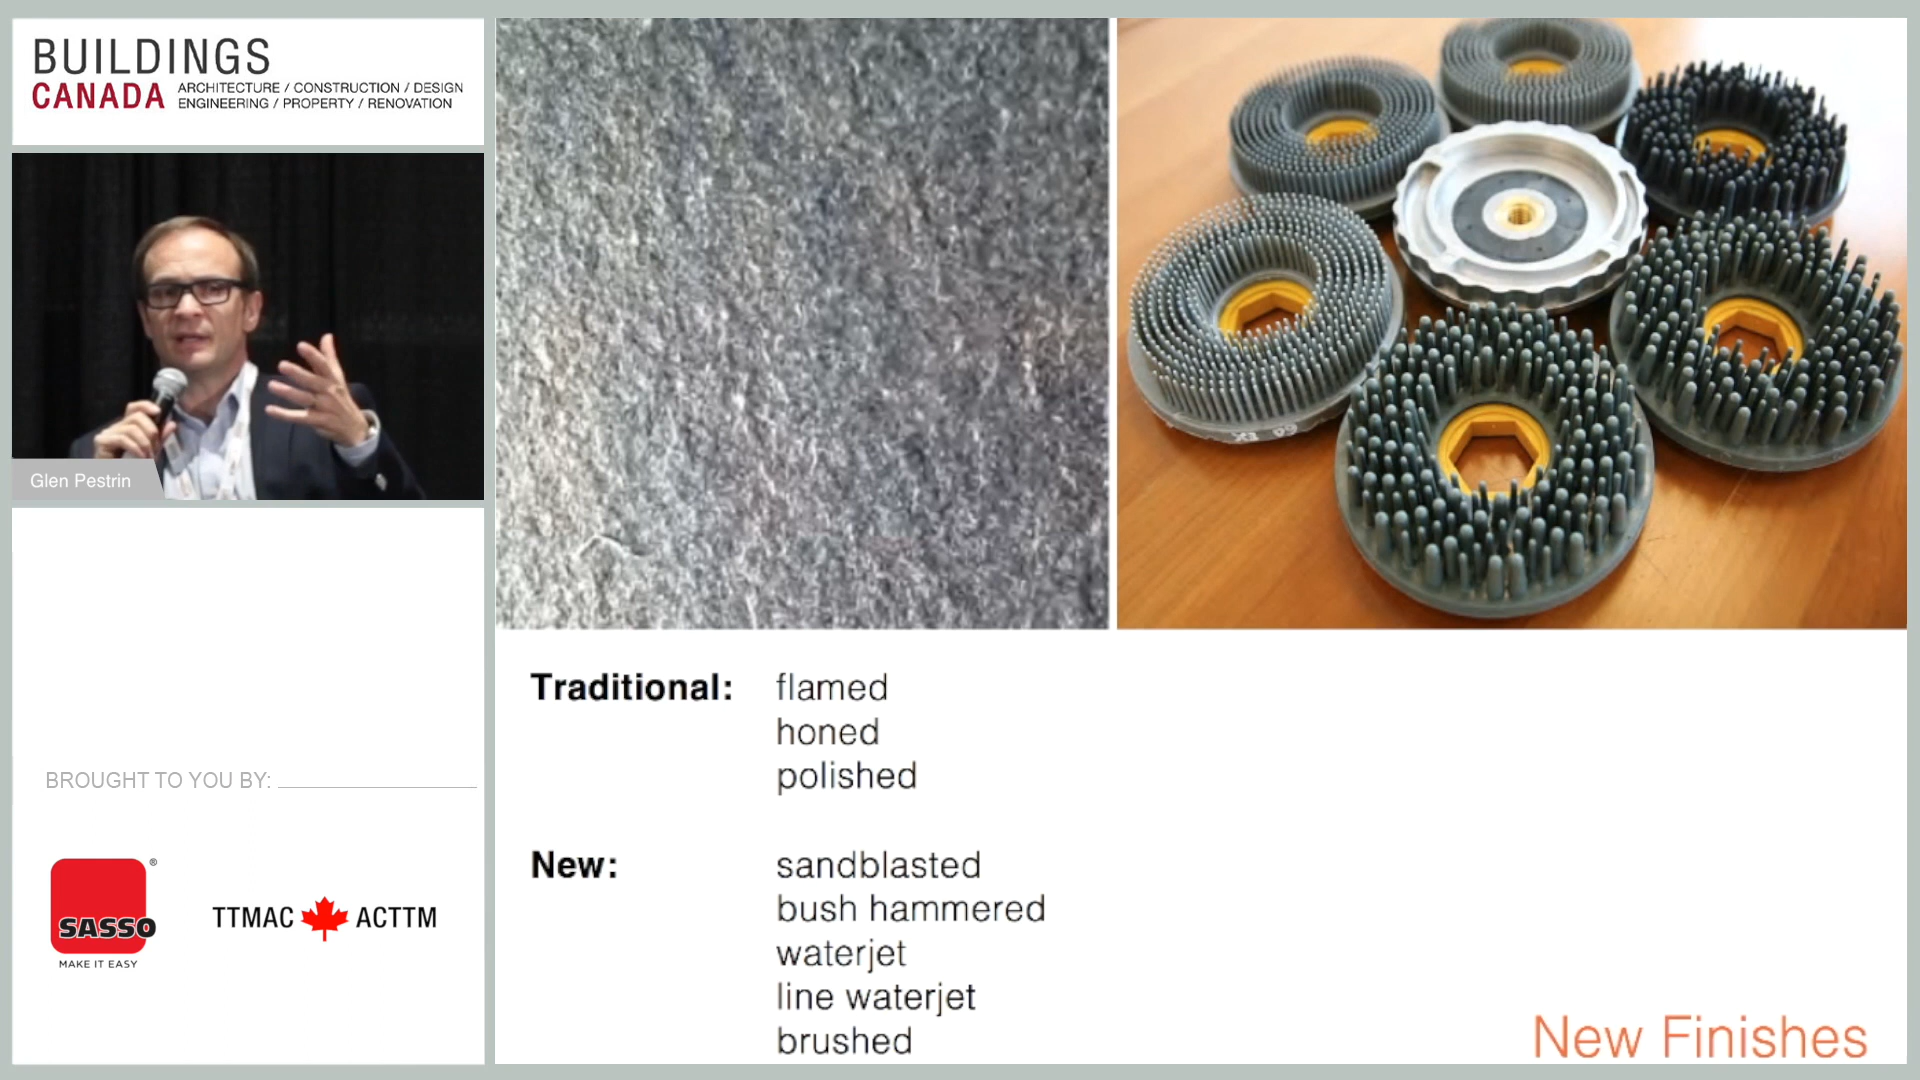 BUILDINGS
CANADA
ARCHITECTURE / CONSTRUCTION / DESIGN
ENGINEERING / PROPERTY / RENOVATION
Glen Pestrin
BROUGHT TO YOU BY:
SASSO®
MAKE IT EASY
TTMAC ACTTM
Traditional: flamed
honed
polished
New: sandblasted
bush hammered
waterjet
line waterjet
brushed
New Finishes